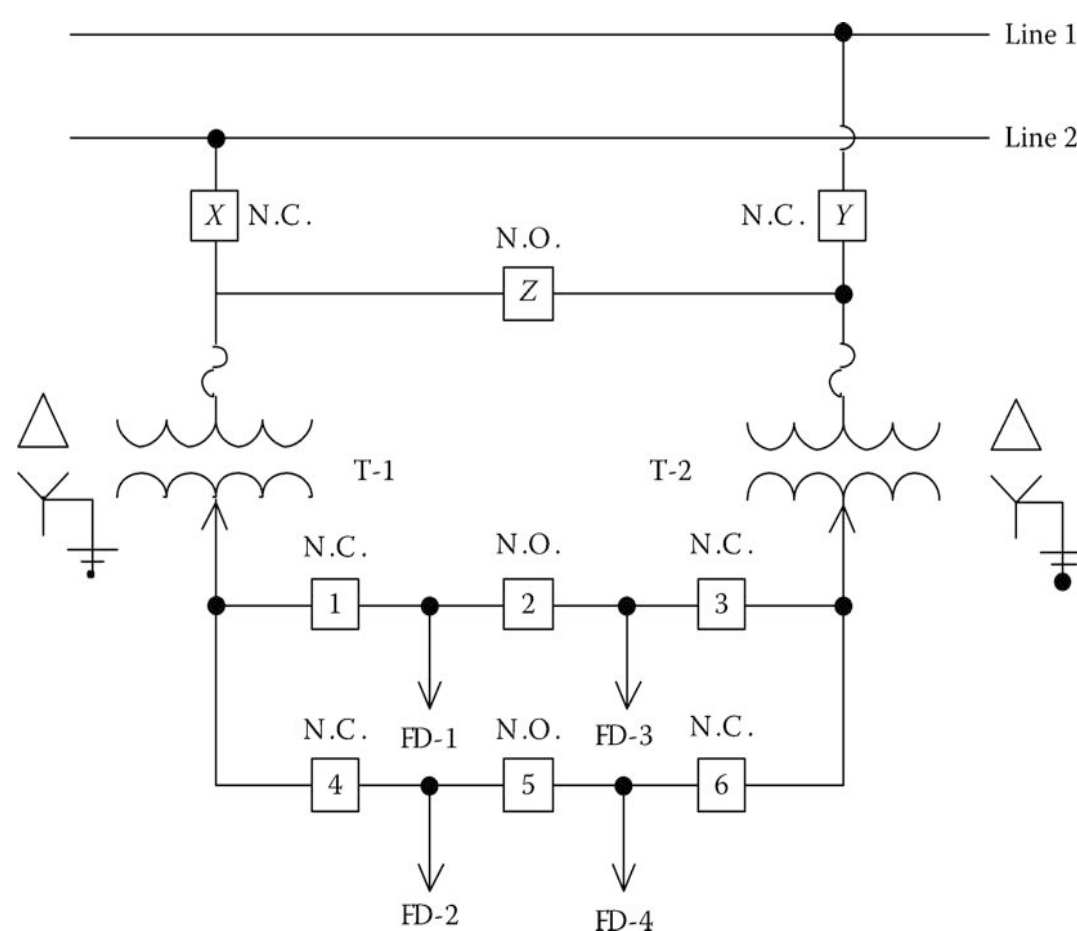 Line 1
Line 2
X N.C.
N.C. Y
N.O.
Z
T-1
T-2
N.C.
N.O.
N.C.
1
2
3
FD-1
FD-3
N.C.
N.O.
N.C.
4
5
6
FD-2
FD-4